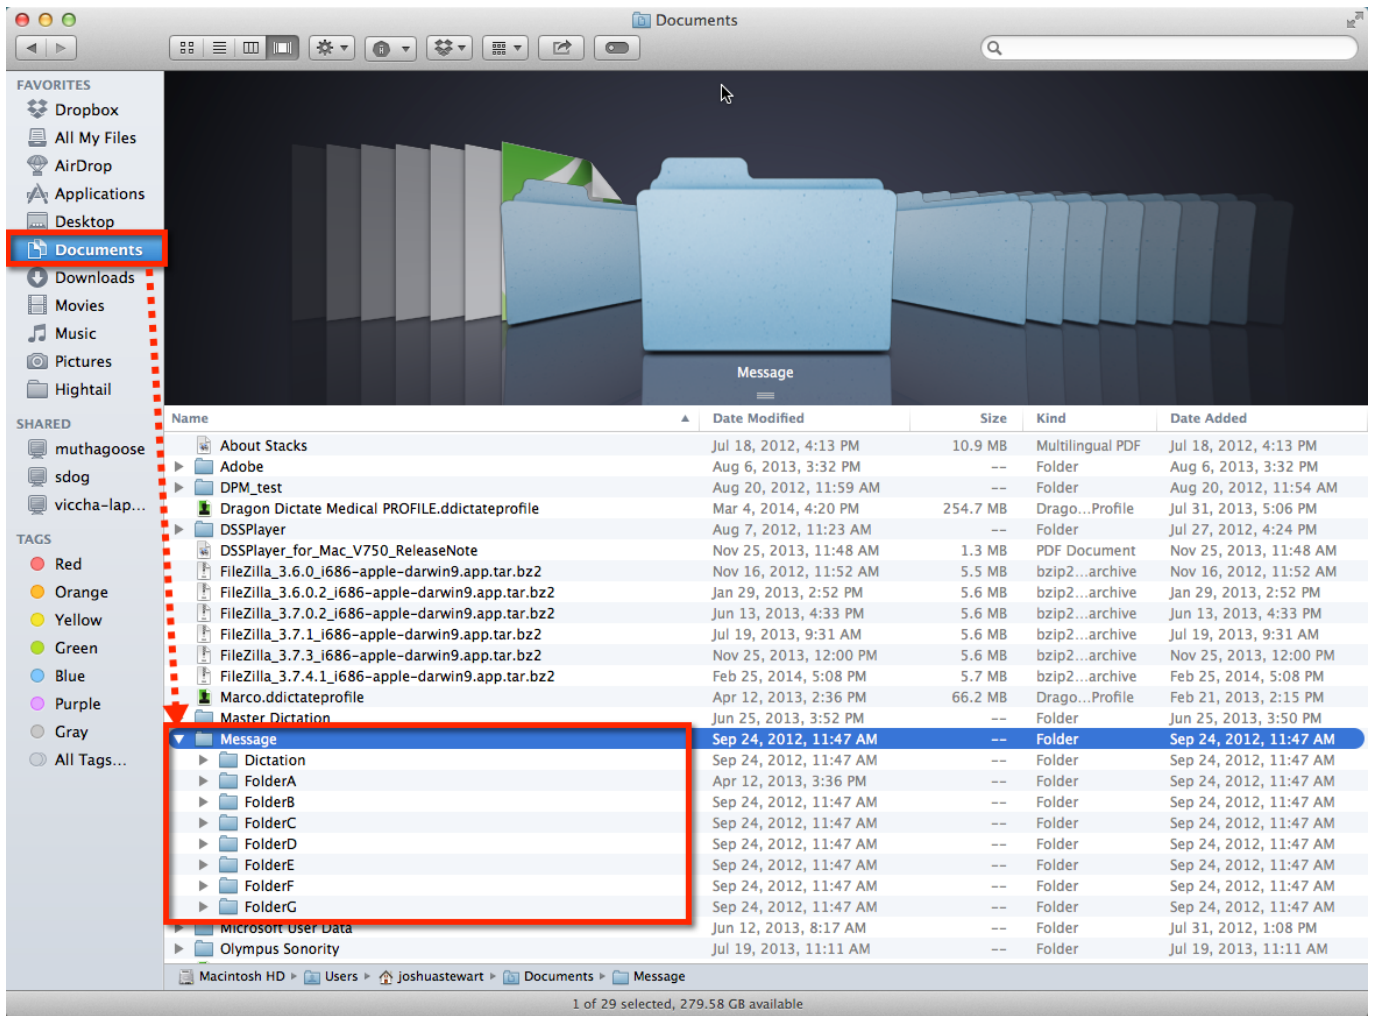 Documents
FAVORITES
Dropbox
All My Files
AirDrop
Applications
Desktop
Documents
Downloads
Movies
Music
Pictures
Hightail
SHARED
muthagoose
sdog
viccha-lap...
TAGS
Red
Orange
Yellow
Green
Blue
Purple
Gray
All Tags...
Message
Name Date Modified Size Kind Date Added
About Stacks Jul 18, 2012, 4:13 PM 10.9 MB Multilingual PDF Jul 18, 2012, 4:13 PM
Adobe Aug 6, 2013, 3:32 PM -- Folder Aug 6, 2013, 3:32 PM
DPM_test Aug 20, 2012, 11:59 AM -- Folder Aug 20, 2012, 11:54 AM
Dragon Dictate Medical PROFILE.ddictateprofile Mar 4, 2014, 4:20 PM 254.7 MB Drago...Profile Jul 31, 2013, 5:06 PM
DSSPlayer Aug 7, 2012, 11:23 AM -- Folder Jul 27, 2012, 4:24 PM
DSSPlayer_for_Mac_V750_ReleaseNote Nov 25, 2013, 11:48 AM 1.3 MB PDF Document Nov 25, 2013, 11:48 AM
FileZilla_3.6.0_i686-apple-darwin9.app.tar.bz2 Nov 16, 2012, 11:52 AM 5.5 MB bzip2...archive Nov 16, 2012, 11:52 AM
FileZilla_3.6.0.2_i686-apple-darwin9.app.tar.bz2 Jan 29, 2013, 2:52 PM 5.6 MB bzip2...archive Jan 29, 2013, 2:52 PM
FileZilla_3.7.0.2_i686-apple-darwin9.app.tar.bz2 Jun 13, 2013, 4:33 PM 5.6 MB bzip2...archive Jun 13, 2013, 4:33 PM
FileZilla_3.7.1_i686-apple-darwin9.app.tar.bz2 Jul 19, 2013, 9:31 AM 5.6 MB bzip2...archive Jul 19, 2013, 9:31 AM
FileZilla_3.7.3_i686-apple-darwin9.app.tar.bz2 Nov 25, 2013, 12:00 PM 5.6 MB bzip2...archive Nov 25, 2013, 12:00 PM
FileZilla_3.7.4.1_i686-apple-darwin9.app.tar.bz2 Feb 25, 2014, 5:08 PM 5.7 MB bzip2...archive Feb 25, 2014, 5:08 PM
Marco.ddictateprofile Apr 12, 2013, 2:36 PM 66.2 MB Drago...Profile Feb 21, 2013, 2:15 PM
Master Dictation Jun 25, 2013, 3:52 PM -- Folder Jun 25, 2013, 3:50 PM
Message Sep 24, 2012, 11:47 AM -- Folder Sep 24, 2012, 11:47 AM
Dictation Sep 24, 2012, 11:47 AM -- Folder Sep 24, 2012, 11:47 AM
FolderA Apr 12, 2013, 3:36 PM -- Folder Sep 24, 2012, 11:47 AM
FolderB Sep 24, 2012, 11:47 AM -- Folder Sep 24, 2012, 11:47 AM
FolderC Sep 24, 2012, 11:47 AM -- Folder Sep 24, 2012, 11:47 AM
FolderD Sep 24, 2012, 11:47 AM -- Folder Sep 24, 2012, 11:47 AM
FolderE Sep 24, 2012, 11:47 AM -- Folder Sep 24, 2012, 11:47 AM
FolderF Sep 24, 2012, 11:47 AM -- Folder Sep 24, 2012, 11:47 AM
FolderG Sep 24, 2012, 11:47 AM -- Folder Sep 24, 2012, 11:47 AM
Microsoft User Data Jun 12, 2013, 8:17 AM -- Folder Jul 31, 2012, 1:08 PM
Olympus Sonority Jul 19, 2013, 11:11 AM -- Folder Jul 19, 2013, 11:11 AM
Macintosh HD Users joshuastewart Documents Message
1 of 29 selected, 279.58 GB available